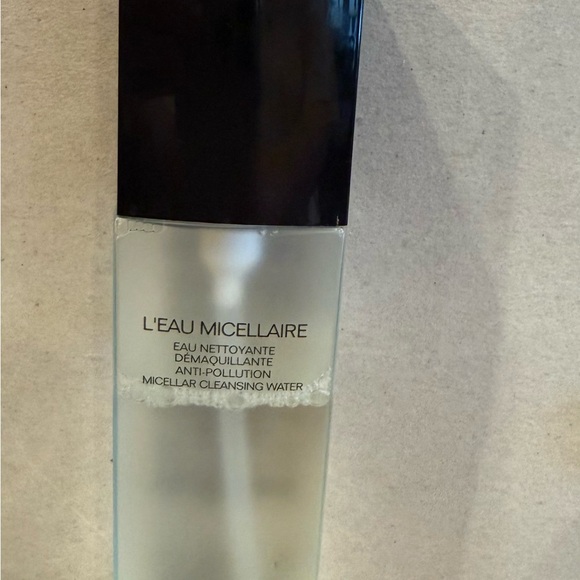 L'EAU MICELLAIRE
EAU NETTOYANTE
DÉMAQUILLANTE
ANTI-POLLUTION
MICELLAR CLEANSING WATER